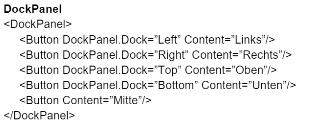 DockPanel
<DockPanel>
<Button DockPanel.Dock="Left" Content="Links"/>
<Button DockPanel.Dock="Right" Content="Rechts"/>
<Button DockPanel.Dock="Top" Content="Oben"/>
<Button DockPanel.Dock="Bottom" Content="Unten"/>
<Button Content="Mitte"/>
</DockPanel>